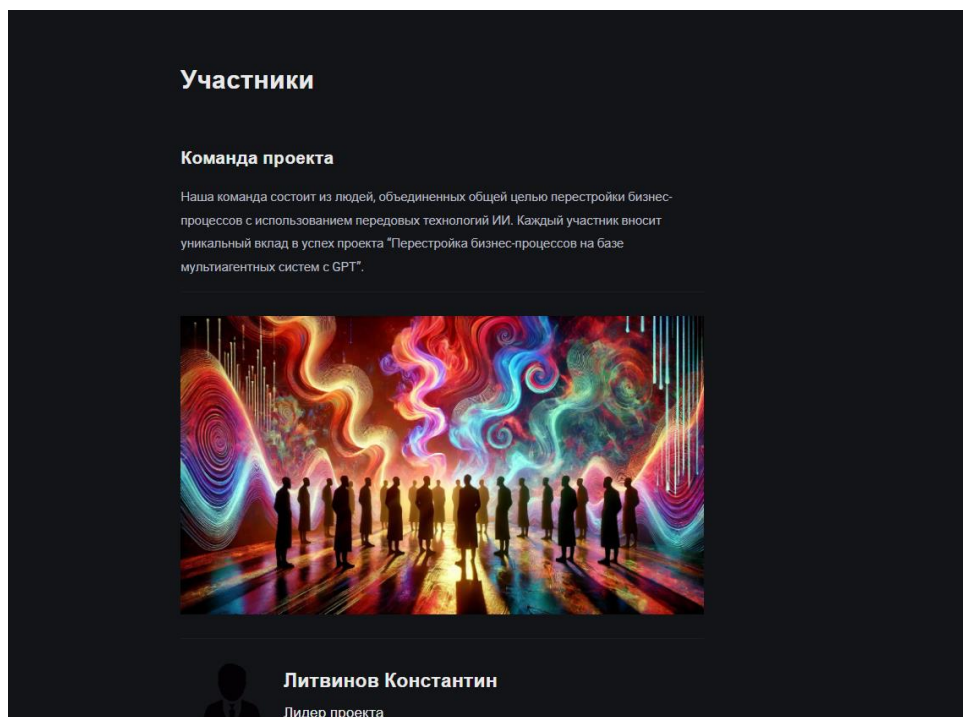 Участники
Команда проекта
Наша команда состоит из людей, объединенных общей целью перестройки бизнес-
процессов с использованием передовых технологий ИИ. Каждый участник вносит
уникальный вклад в успех проекта “Перестройка бизнес-процессов на базе
мультиагентных систем с GPT”.
Литвинов Константин
Лидер проекта